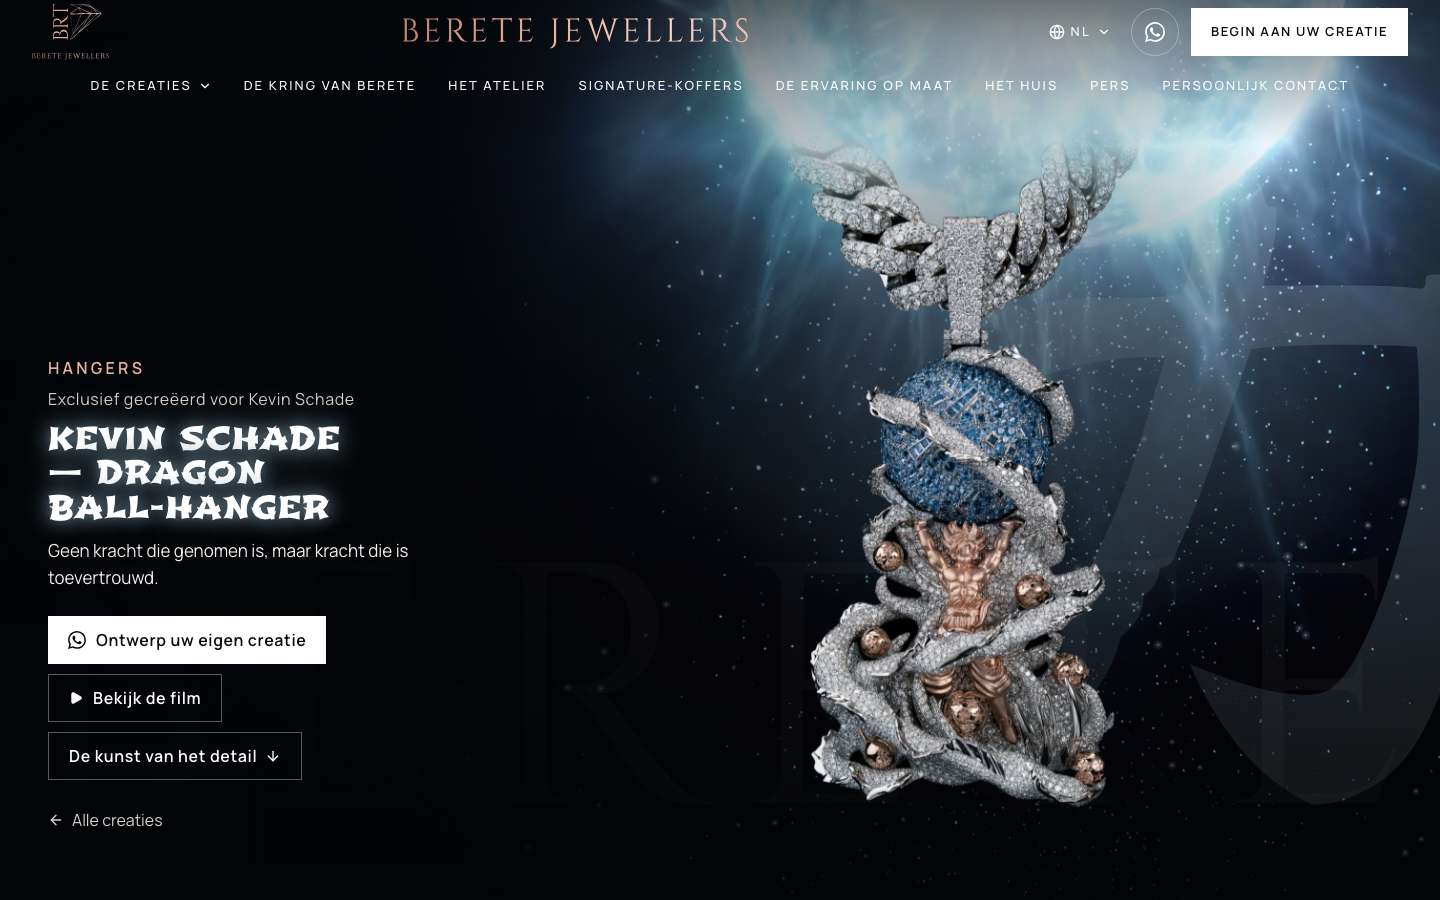 BRT
BERETE JEWELLERS
BERETE JEWELLERS
NL
BEGIN AAN UW CREATIE
DE CREATIES
DE KRING VAN BERETE
HET ATELIER
SIGNATURE-KOFFERS
DE ERVARING OP MAAT
HET HUIS
PERS
PERSOONLIJK CONTACT
HANGERS
Exclusief gecreëerd voor Kevin Schade
KEVIN SCHADE
— DRAGON
BALL-HANGER
Geen kracht die genomen is, maar kracht die is
toevertrouwd.
Ontwerp uw eigen creatie
Bekijk de film
De kunst van het detail ↓
← Alle creaties